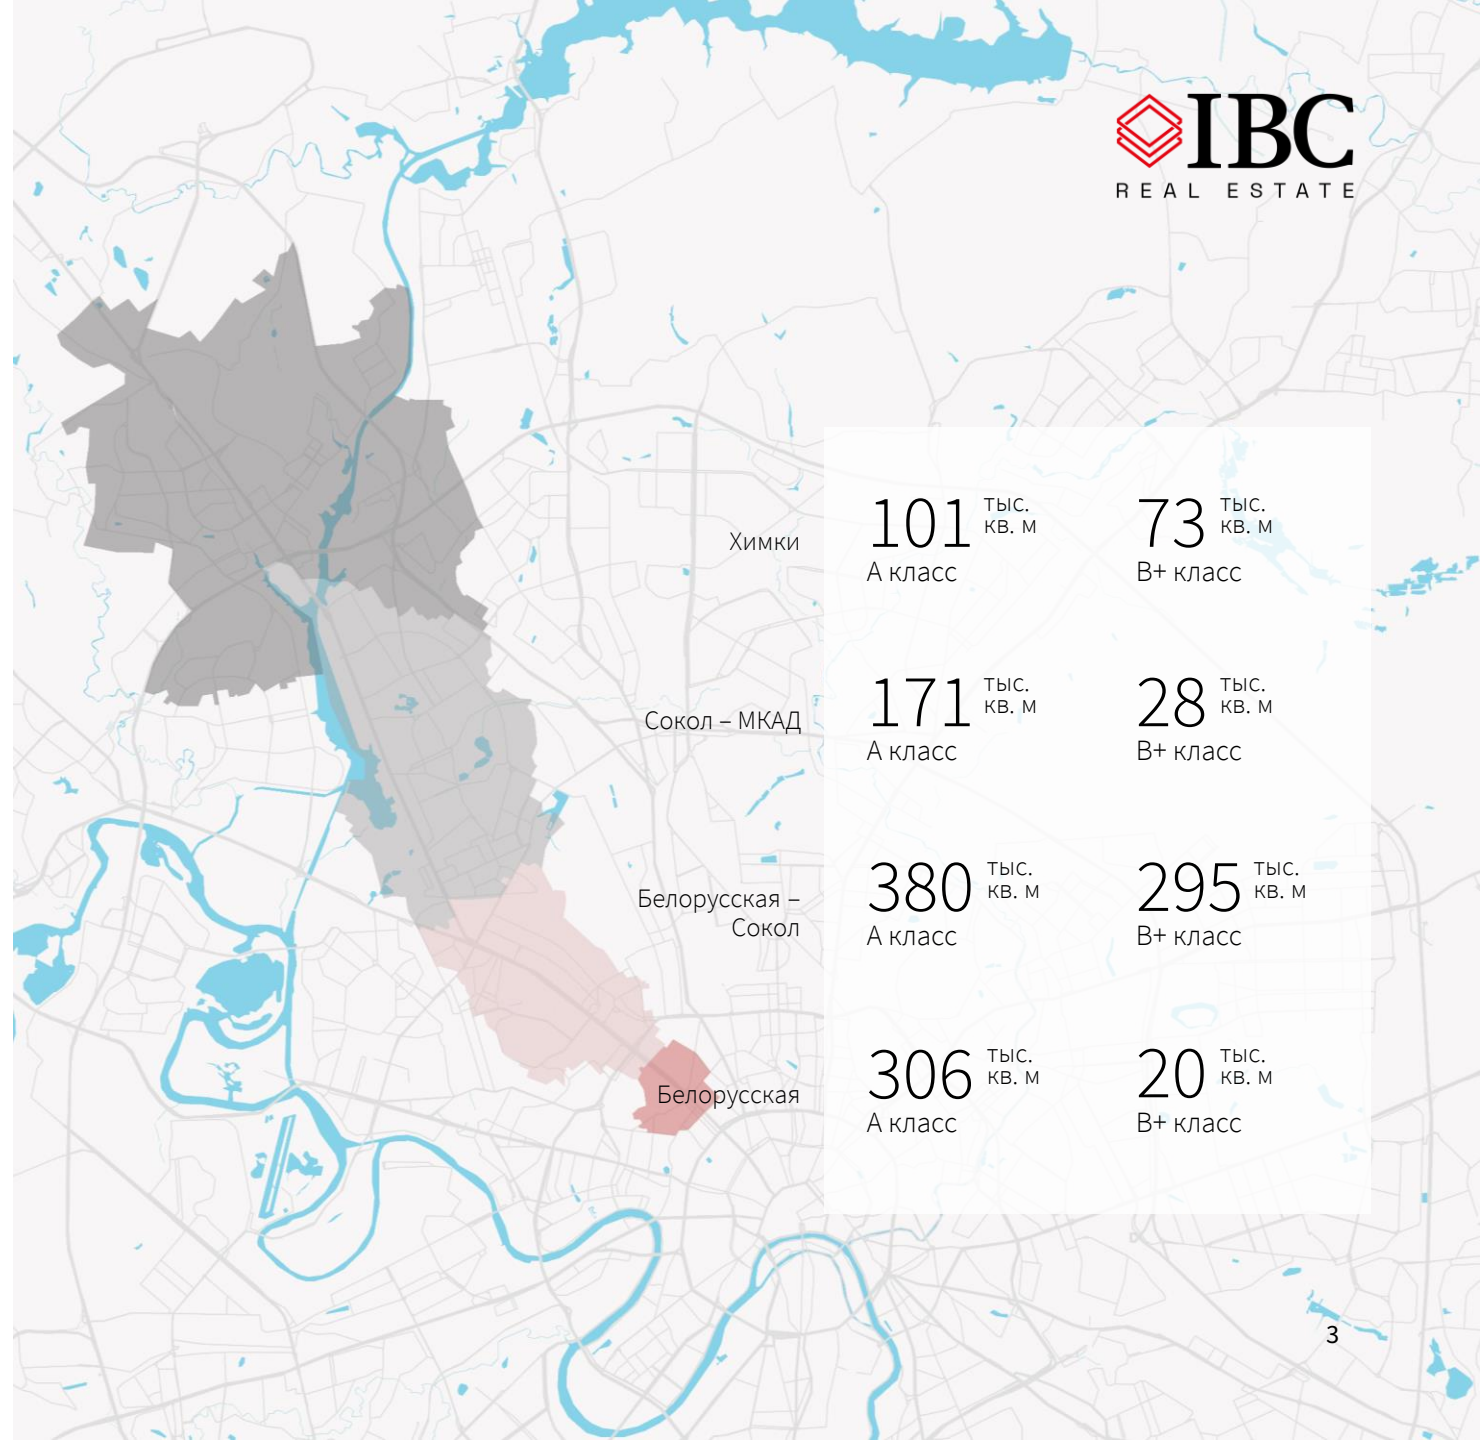 IBC
REAL ESTATE
Химки
101 тыс. кв. м
А класс
73 тыс. кв. м
В+ класс
Сокол – МКАД
171 тыс. кв. м
А класс
28 тыс. кв. м
В+ класс
Белорусская –
Сокол
380 тыс. кв. м
А класс
295 тыс. кв. м
В+ класс
Белорусская
306 тыс. кв. м
А класс
20 тыс. кв. м
В+ класс
3